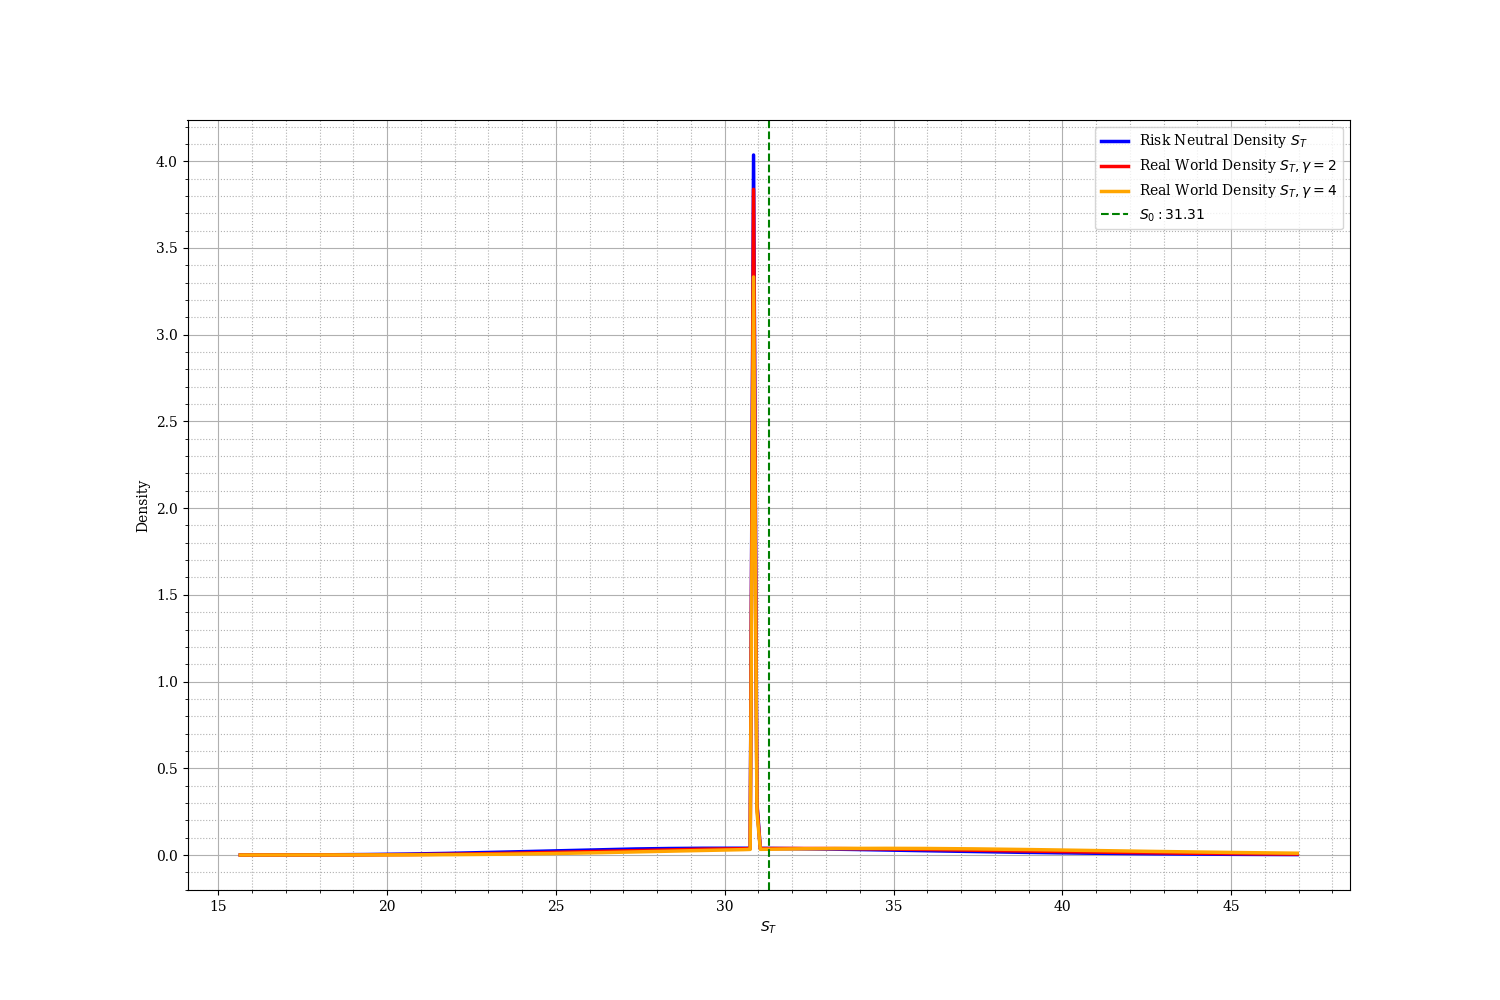 Risk Neutral Density S_T
Real World Density S_T, γ = 2
Real World Density S_T, γ = 4
S_0 : 31.31
4.0
3.5
3.0
2.5
2.0
1.5
1.0
0.5
0.0
Density
15 20 25 30 35 40 45
S_T